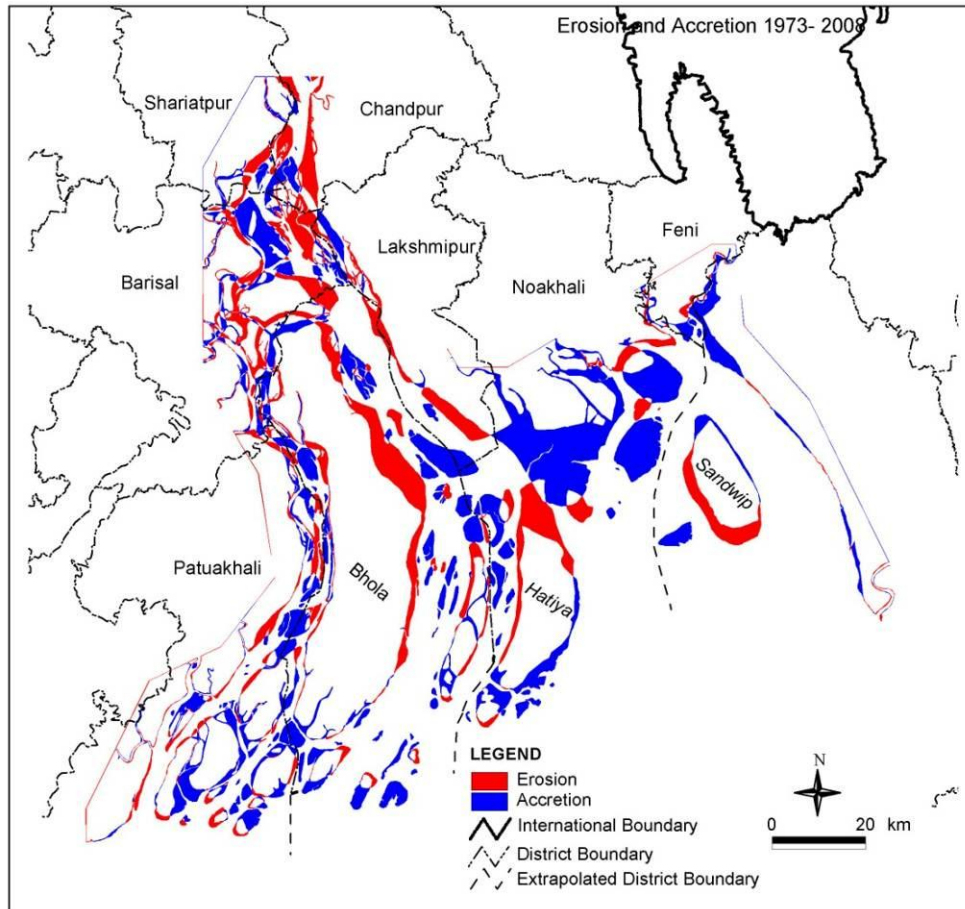 Erosion and Accretion 1973- 2008
Shariatpur
Chandpur
Feni
Lakshmipur
Barisal
Noakhali
Sandwip
Patuakhali
Bhola
Hatiya
LEGEND
Erosion
Accretion
International Boundary
District Boundary
Extrapolated District Boundary
N
0 20 km